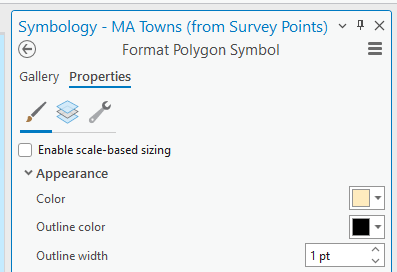 Symbology - MA Towns (from Survey Points)
Format Polygon Symbol
Gallery Properties
Enable scale-based sizing
Appearance
Color
Outline color
Outline width 1 pt